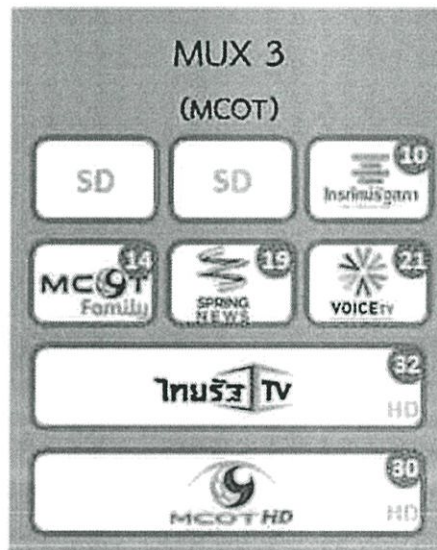 MUX 3
(MCOT)
SD
SD
10
โทรทัศน์รัฐสภา
14
MCOT
Family
19
SPRING
NEWS
21
VOICE TV
32
ไทยรัฐ TV
HD
30
MCOT HD
HD